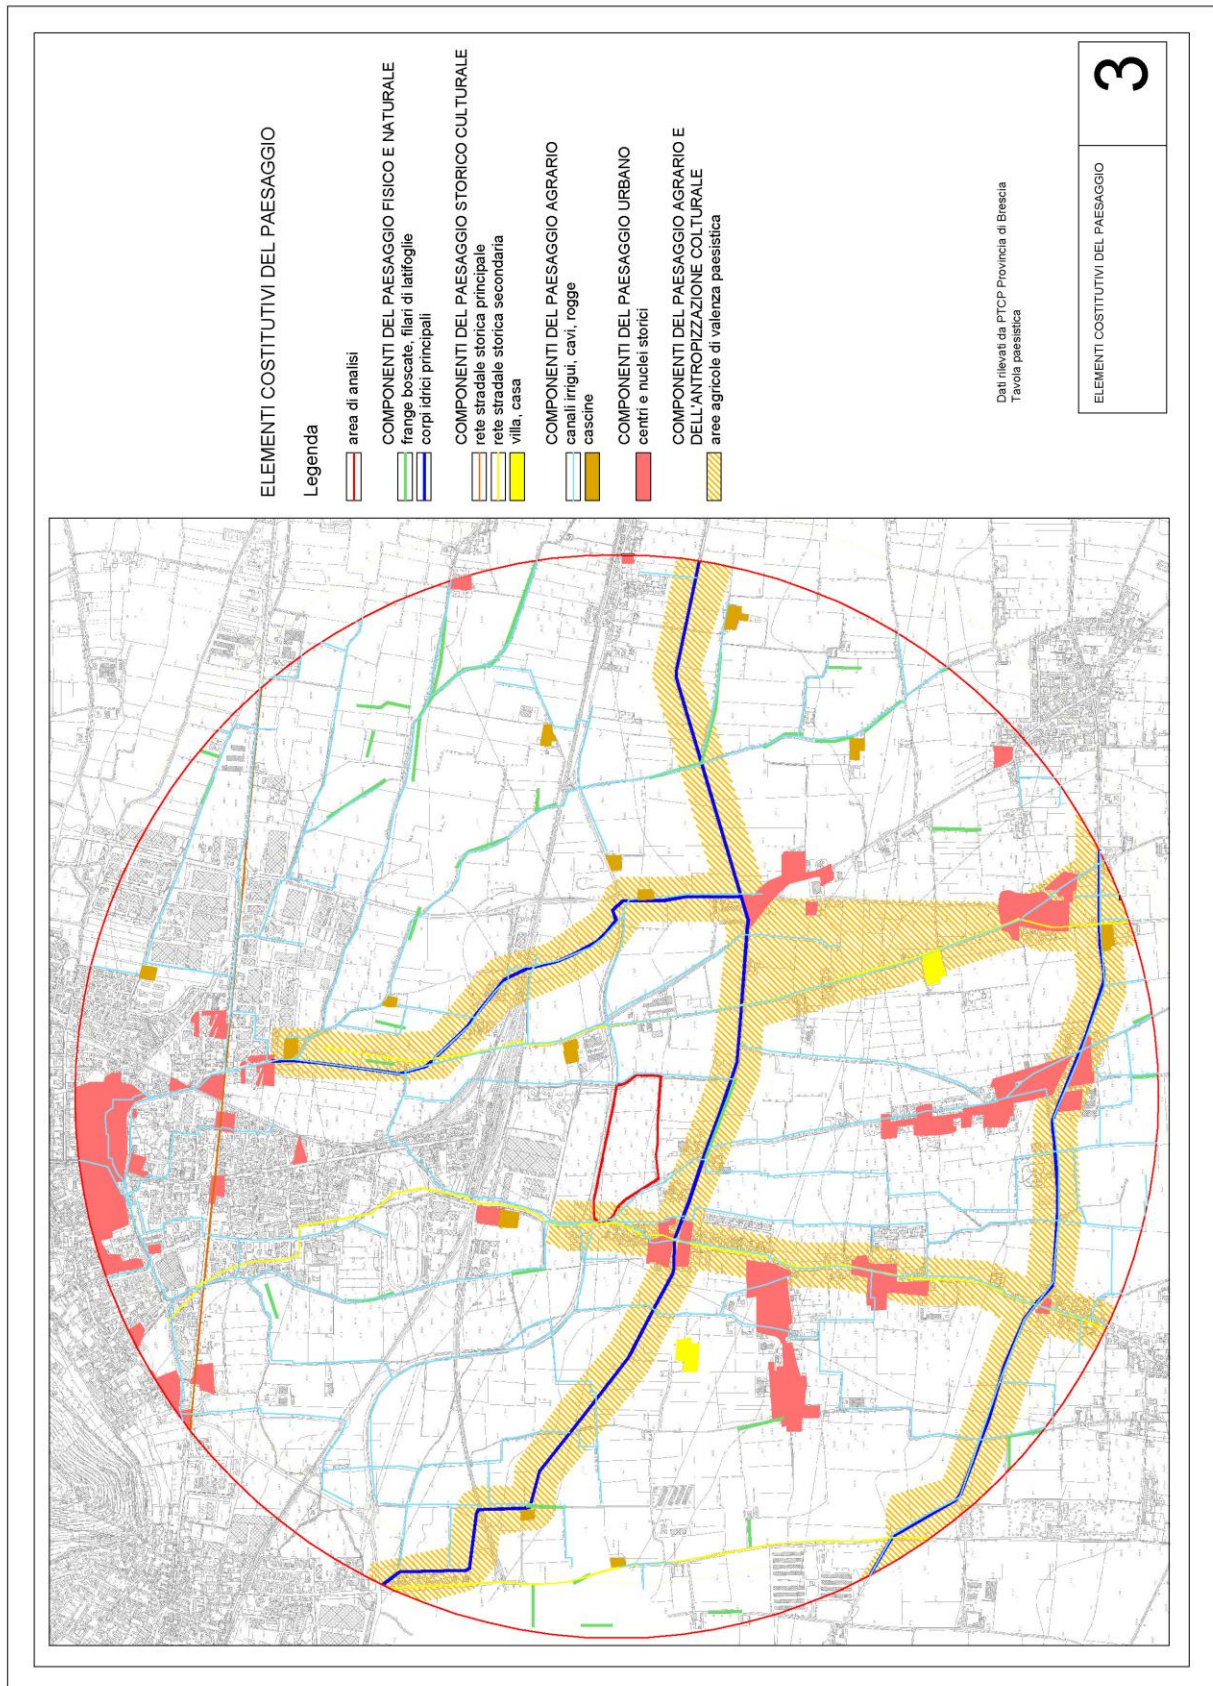 ELEMENTI COSTITUTIVI DEL PAESAGGIO
Legenda
area di analisi
COMPONENTI DEL PAESAGGIO FISICO E NATURALE
frange boscate, filari di latifoglie
corpi idrici principali
COMPONENTI DEL PAESAGGIO STORICO CULTURALE
rete stradale storica principale
rete stradale storica secondaria
villa, casa
COMPONENTI DEL PAESAGGIO AGRARIO
canali irrigui, cavi, rogge
cascine
COMPONENTI DEL PAESAGGIO URBANO
centri e nuclei storici
COMPONENTI DEL PAESAGGIO AGRARIO E
DELL'ANTROPIZZAZIONE COLTURALE
aree agricole di valenza paesistica
Dati rilevati da PTCP Provincia di Brescia
Tavola paesistica
ELEMENTI COSTITUTIVI DEL PAESAGGIO
3